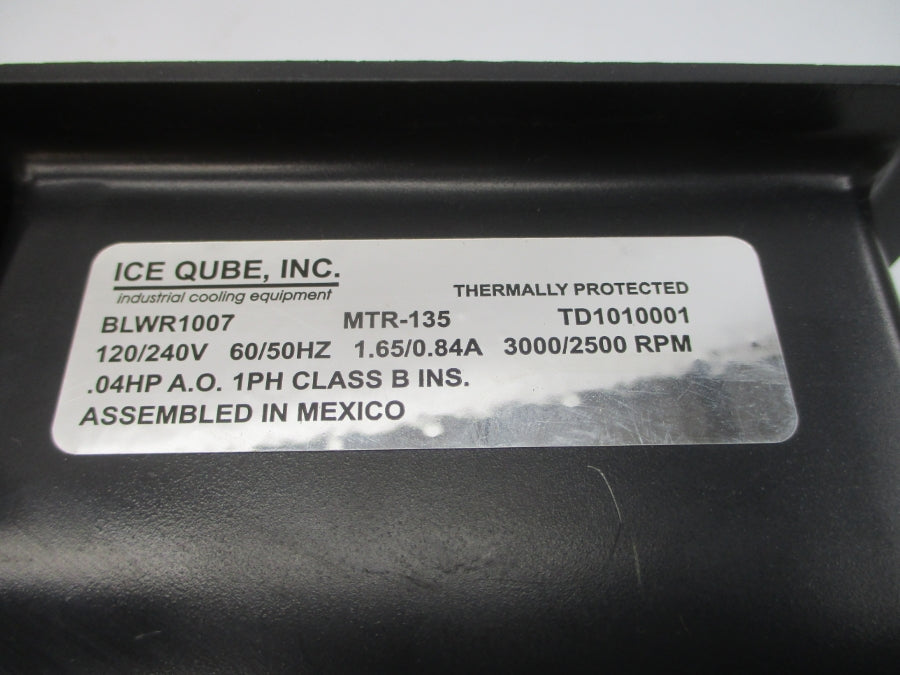 ICE QUBE, INC.
industrial cooling equipment
THERMALLY PROTECTED
BLWR1007 MTR-135 TD1010001
120/240V 60/50HZ 1.65/0.84A 3000/2500 RPM
.04HP A.O. 1PH CLASS B INS.
ASSEMBLED IN MEXICO